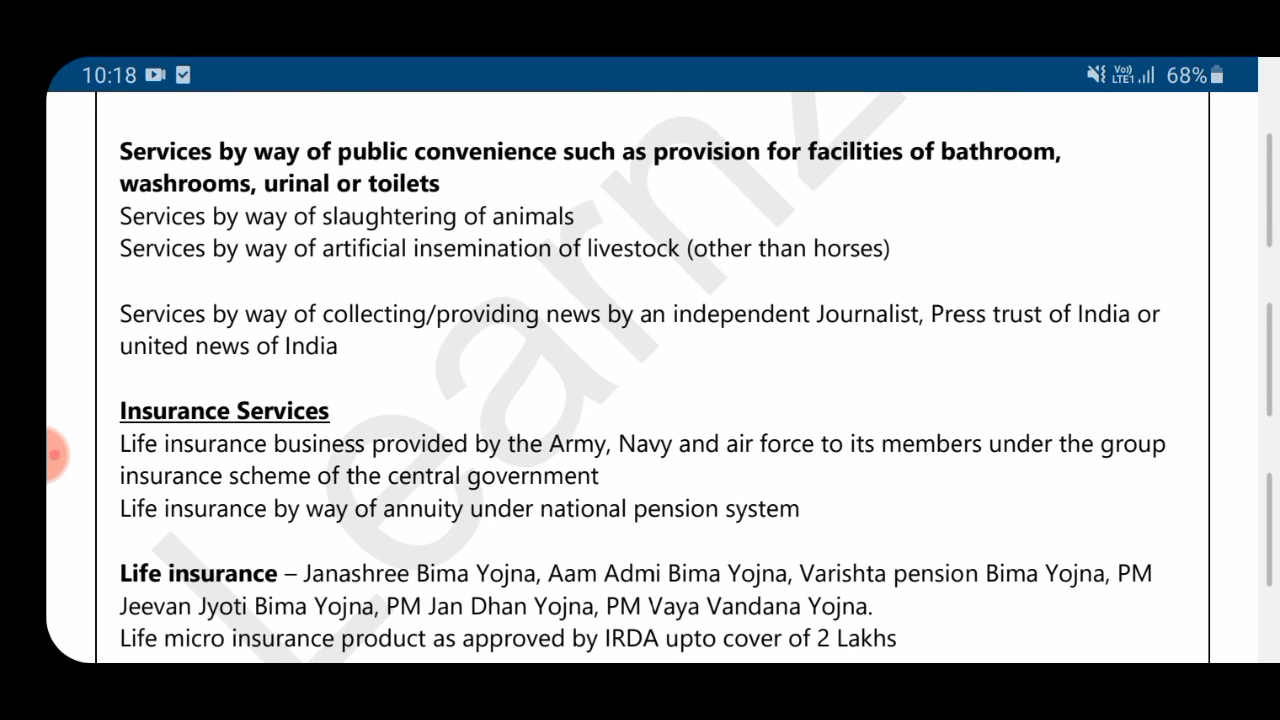 10:18
Vo)
LTE1
68%
Services by way of public convenience such as provision for facilities of bathroom,
washrooms, urinal or toilets
Services by way of slaughtering of animals
Services by way of artificial insemination of livestock (other than horses)
Services by way of collecting/providing news by an independent Journalist, Press trust of India or
united news of India
Insurance Services
Life insurance business provided by the Army, Navy and air force to its members under the group
insurance scheme of the central government
Life insurance by way of annuity under national pension system
Life insurance – Janashree Bima Yojna, Aam Admi Bima Yojna, Varishta pension Bima Yojna, PM
Jeevan Jyoti Bima Yojna, PM Jan Dhan Yojna, PM Vaya Vandana Yojna.
Life micro insurance product as approved by IRDA upto cover of 2 Lakhs